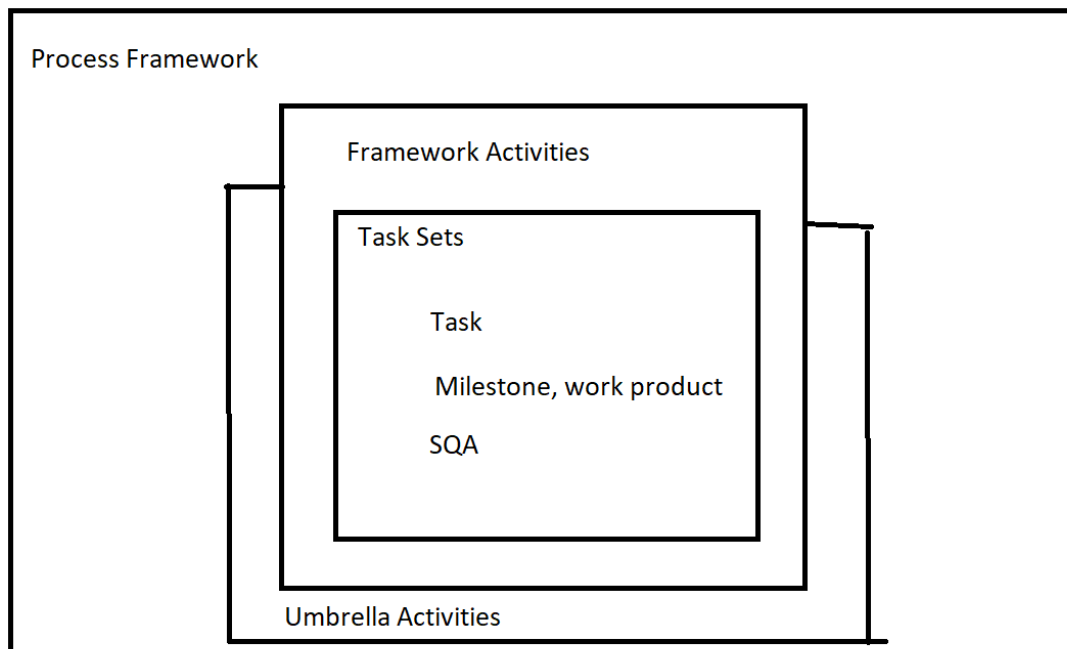 Process Framework
Framework Activities
Task Sets
Task
Milestone, work product
SQA
Umbrella Activities